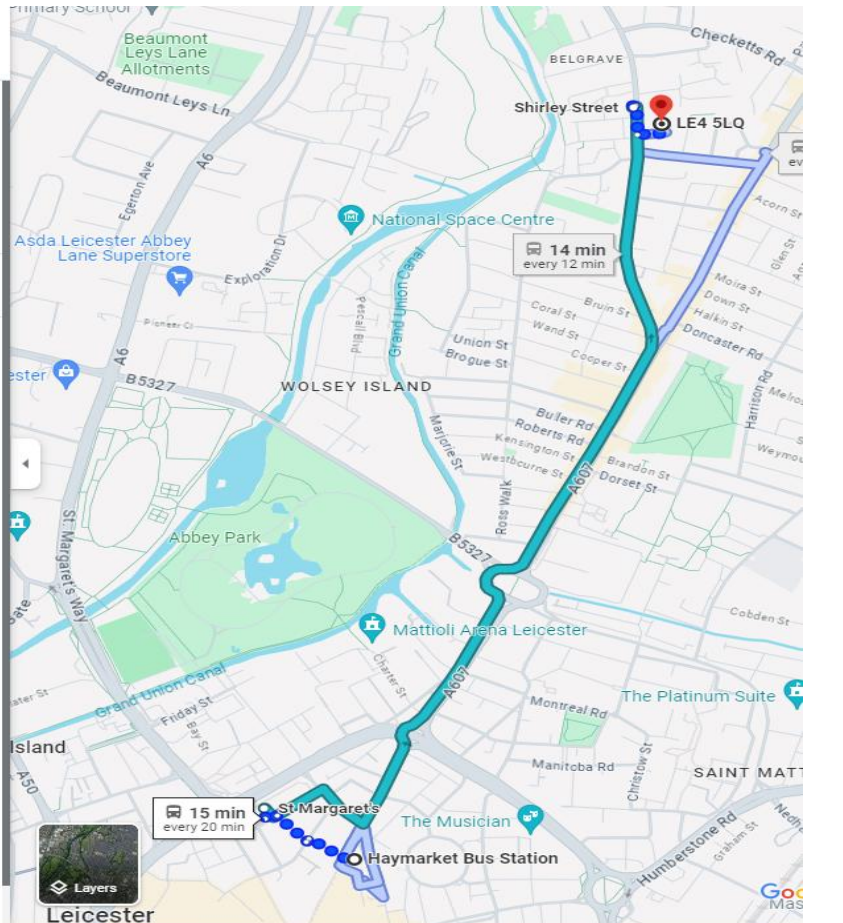 Primary School
Beaumont
Leys Lane
Allotments
Beaumont Leys Ln
BELGRAVE
Checketts Rd
Shirley Street
LE4 5LQ
A6
Egerton Ave
National Space Centre
Acorn St
Asda Leicester Abbey
Lane Superstore
Exploration Dr
14 min
every 12 min
Glen St
Grand Union Canal
Pescall Blvd
Moira St
Down St
Halkin St
Doncaster Rd
Bruin St
Coral St
Wand St
Pioneer Cl
Union St
Brogue St
Cooper St
A6
B5327
WOLSEY ISLAND
Harrison Rd
Marjorie St
Buller Rd
Roberts Rd
Kensington St
Westbourne St
Brandon St
Dorset St
A607
Ross Walk
St. Margaret's Way
Abbey Park
B5327
Cobden St
Mattioli Arena Leicester
Charter St
A607
Grand Union Canal
The Platinum Suite
Friday St
Bay St
Montreal Rd
Island
A50
Manitoba Rd
Christow St
SAINT MATT
15 min
every 20 min
St Margaret's
The Musician
Haymarket Bus Station
Humberstone Rd
Graham St
Layers
Leicester